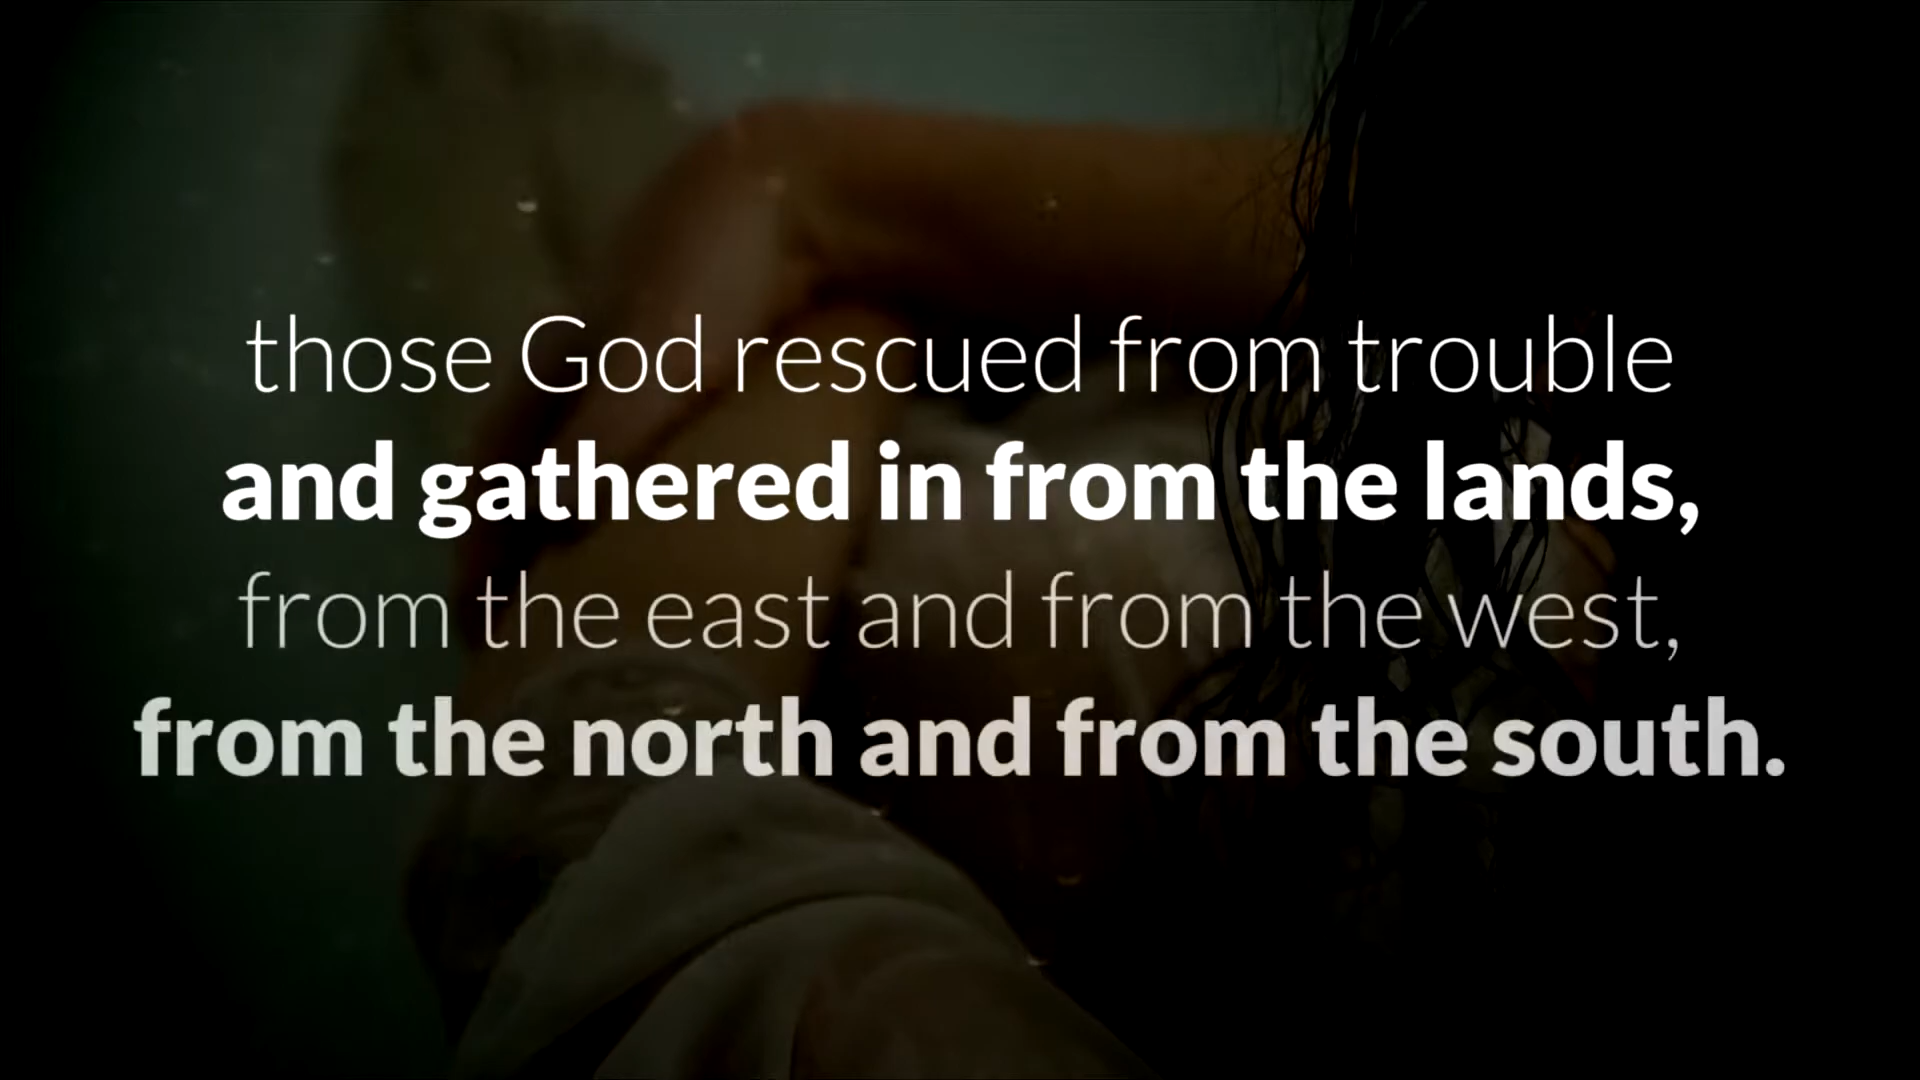 those God rescued from trouble
and gathered in from the lands,
from the east and from the west,
from the north and from the south.